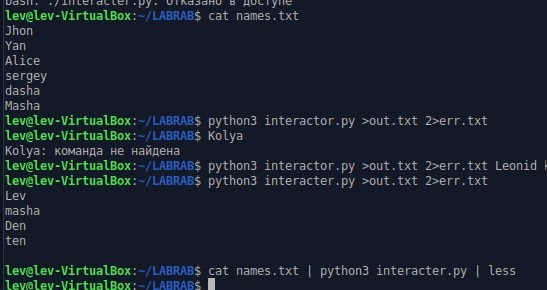 bash: ./interacter.py: Отказано в доступе
lev@lev-VirtualBox:~/LABRAB$ cat names.txt
Jhon
Yan
Alice
sergey
dasha
Masha
lev@lev-VirtualBox:~/LABRAB$ python3 interactor.py >out.txt 2>err.txt
lev@lev-VirtualBox:~/LABRAB$ Kolya
Kolya: команда не найдена
lev@lev-VirtualBox:~/LABRAB$ python3 interactor.py >out.txt 2>err.txt Leonid
lev@lev-VirtualBox:~/LABRAB$ python3 interacter.py >out.txt 2>err.txt
Lev
masha
Den
ten
lev@lev-VirtualBox:~/LABRAB$ cat names.txt | python3 interacter.py | less
lev@lev-VirtualBox:~/LABRAB$